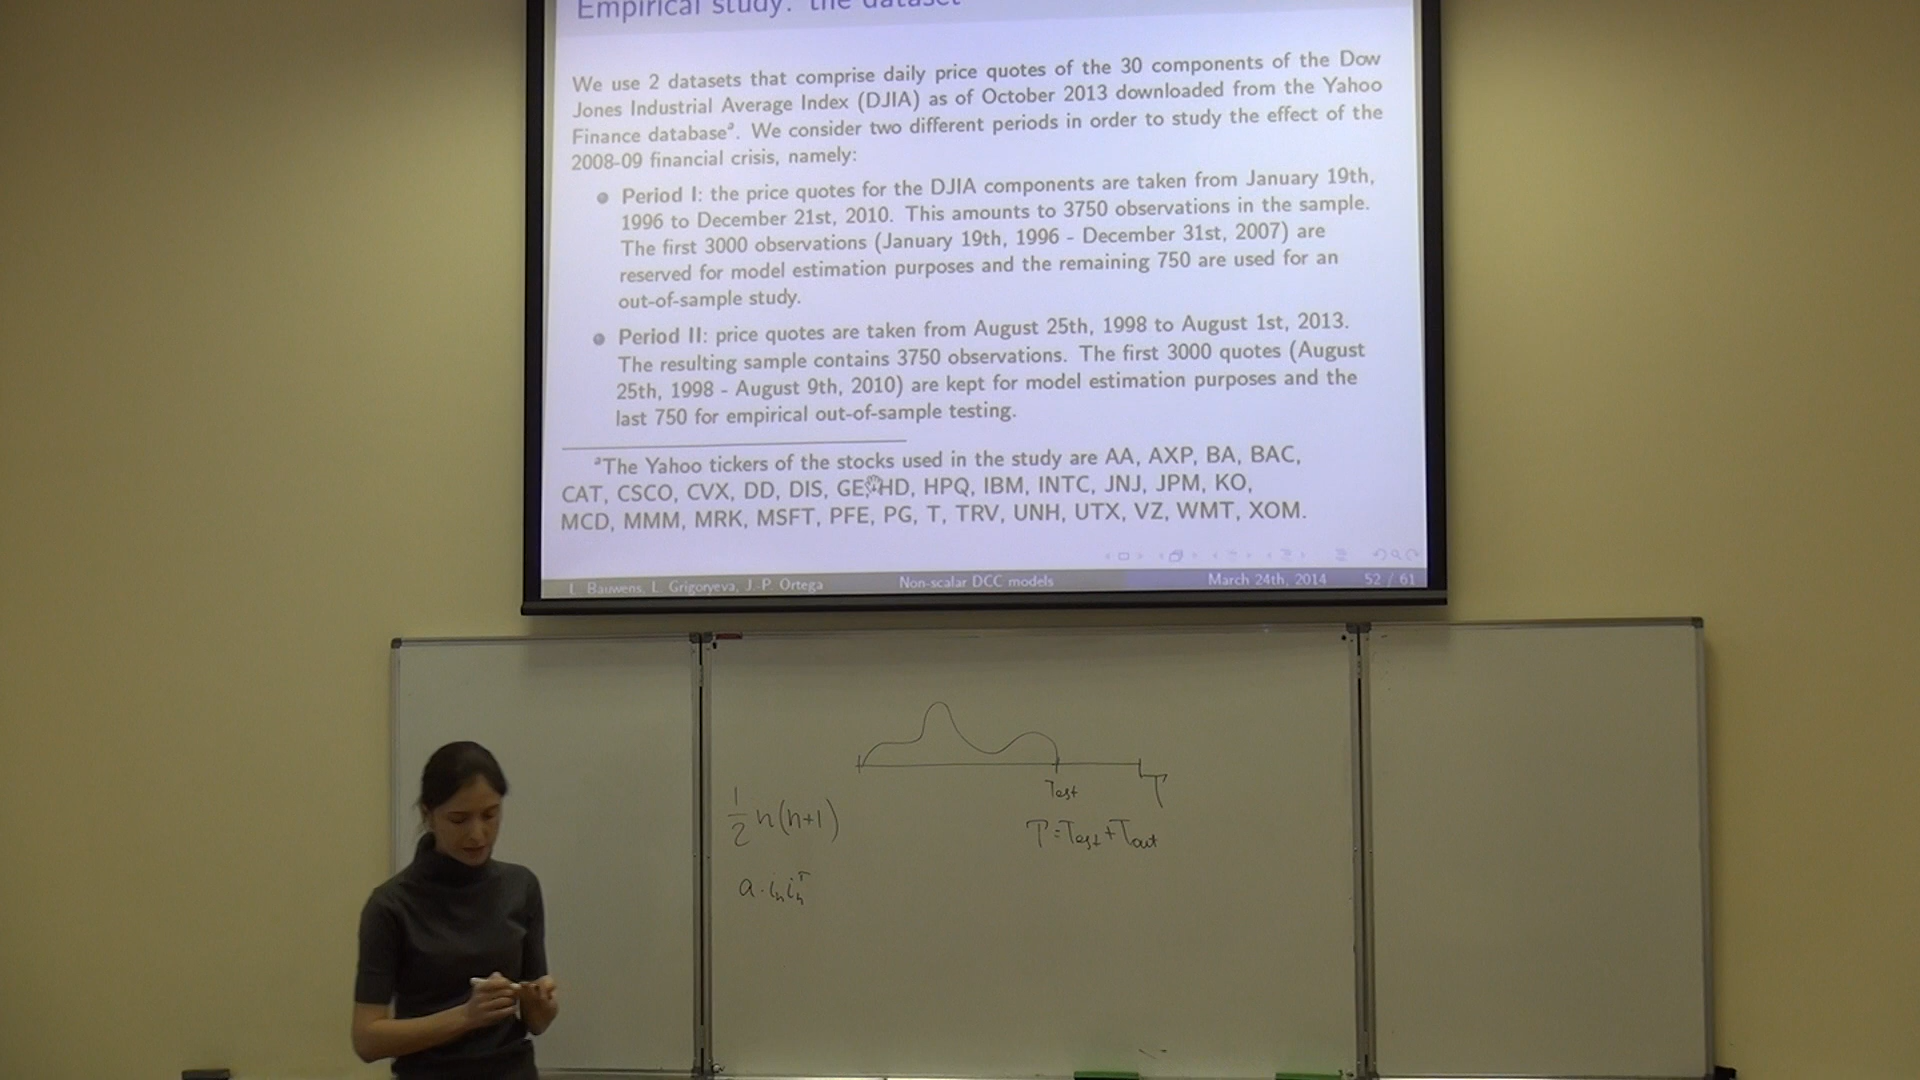 Empirical study: the dataset
We use 2 datasets that comprise daily price quotes of the 30 components of the Dow
Jones Industrial Average Index (DJIA) as of October 2013 downloaded from the Yahoo
Finance databaseª. We consider two different periods in order to study the effect of the
2008-09 financial crisis, namely:
Period I: the price quotes for the DJIA components are taken from January 19th,
1996 to December 21st, 2010. This amounts to 3750 observations in the sample.
The first 3000 observations (January 19th, 1996 - December 31st, 2007) are
reserved for model estimation purposes and the remaining 750 are used for an
out-of-sample study.
Period II: price quotes are taken from August 25th, 1998 to August 1st, 2013.
The resulting sample contains 3750 observations. The first 3000 quotes (August
25th, 1998 - August 9th, 2010) are kept for model estimation purposes and the
last 750 for empirical out-of-sample testing.
ªThe Yahoo tickers of the stocks used in the study are AA, AXP, BA, BAC,
CAT, CSCO, CVX, DD, DIS, GE, HD, HPQ, IBM, INTC, JNJ, JPM, KO,
MCD, MMM, MRK, MSFT, PFE, PG, T, TRV, UNH, UTX, VZ, WMT, XOM.
L. Bauwens, L. Grigoryeva, J.-P. Ortega Non-scalar DCC models March 24th, 2014 52 / 61
Test T
1/2 n(n+1)
T=Test+Tout
a·iₙiₙᵀ